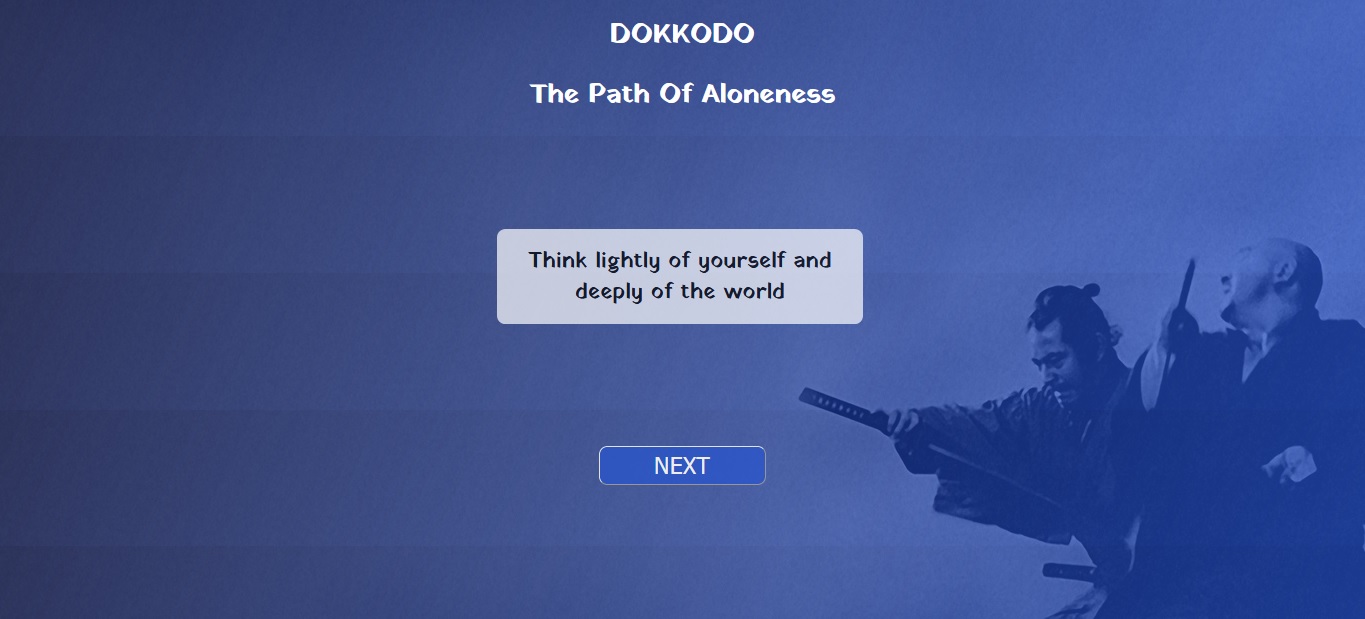 DOKKODO
The Path Of Aloneness
Think lightly of yourself and
deeply of the world
NEXT